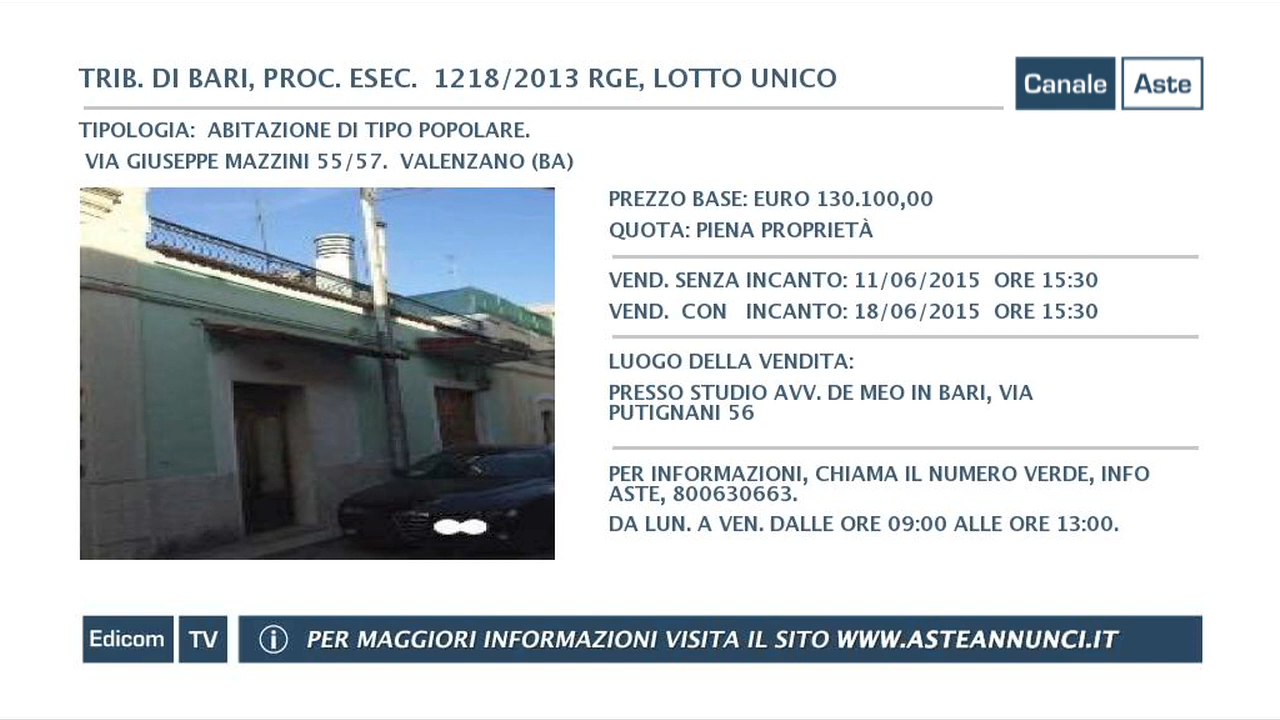 TRIB. DI BARI, PROC. ESEC.  1218/2013 RGE, LOTTO UNICO
Canale Aste
TIPOLOGIA:  ABITAZIONE DI TIPO POPOLARE.
VIA GIUSEPPE MAZZINI 55/57.  VALENZANO (BA)
PREZZO BASE: EURO 130.100,00
QUOTA: PIENA PROPRIETÀ
VEND. SENZA INCANTO: 11/06/2015  ORE 15:30
VEND.  CON   INCANTO: 18/06/2015  ORE 15:30
LUOGO DELLA VENDITA:
PRESSO STUDIO AVV. DE MEO IN BARI, VIA
PUTIGNANI 56
PER INFORMAZIONI, CHIAMA IL NUMERO VERDE, INFO
ASTE, 800630663.
DA LUN. A VEN. DALLE ORE 09:00 ALLE ORE 13:00.
Edicom TV
PER MAGGIORI INFORMAZIONI VISITA IL SITO WWW.ASTEANNUNCI.IT